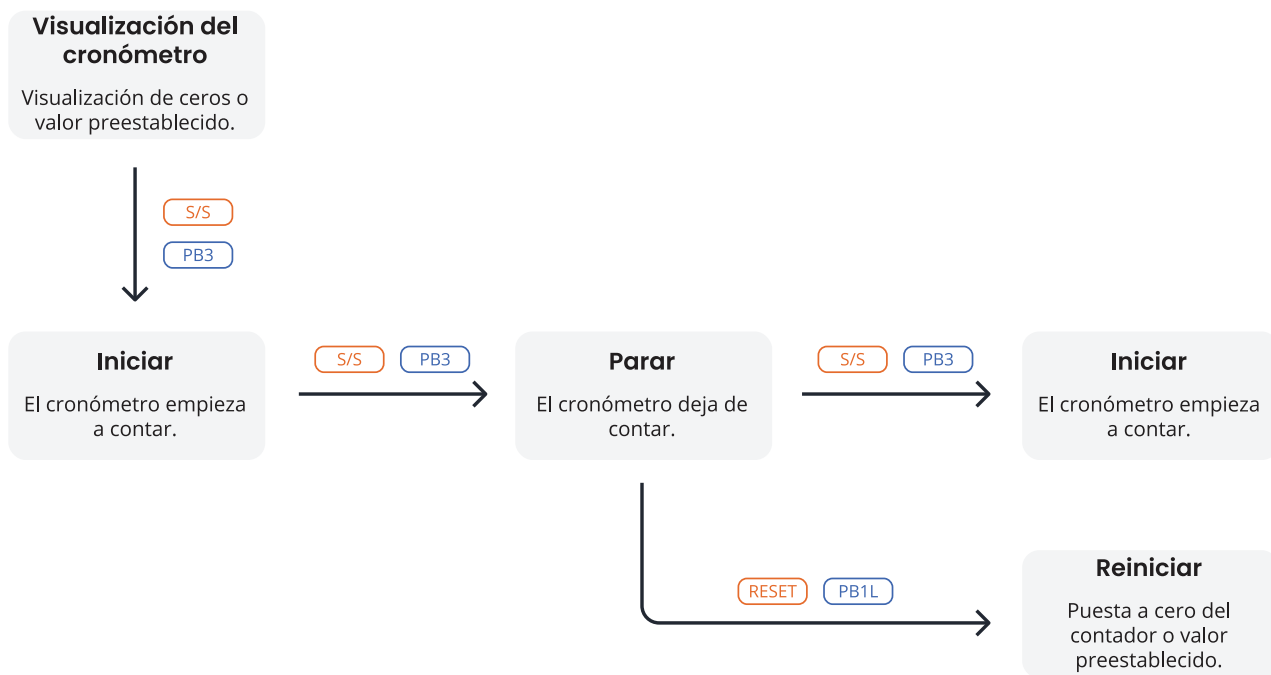 Visualización del
cronómetro
Visualización de ceros o
valor preestablecido.
S/S
PB3
Iniciar
El cronómetro empieza
a contar.
S/S PB3
Parar
El cronómetro deja de
contar.
S/S PB3
Iniciar
El cronómetro empieza
a contar.
RESET PB1L
Reiniciar
Puesta a cero del
contador o valor
preestablecido.